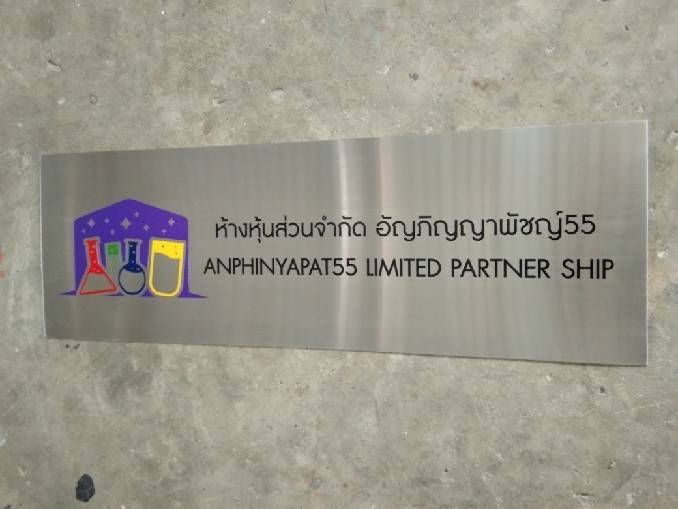 ห้างหุ้นส่วนจำกัด อัญภิญญาพัชญ์55
ANPHINYAPAT55 LIMITED PARTNER SHIP